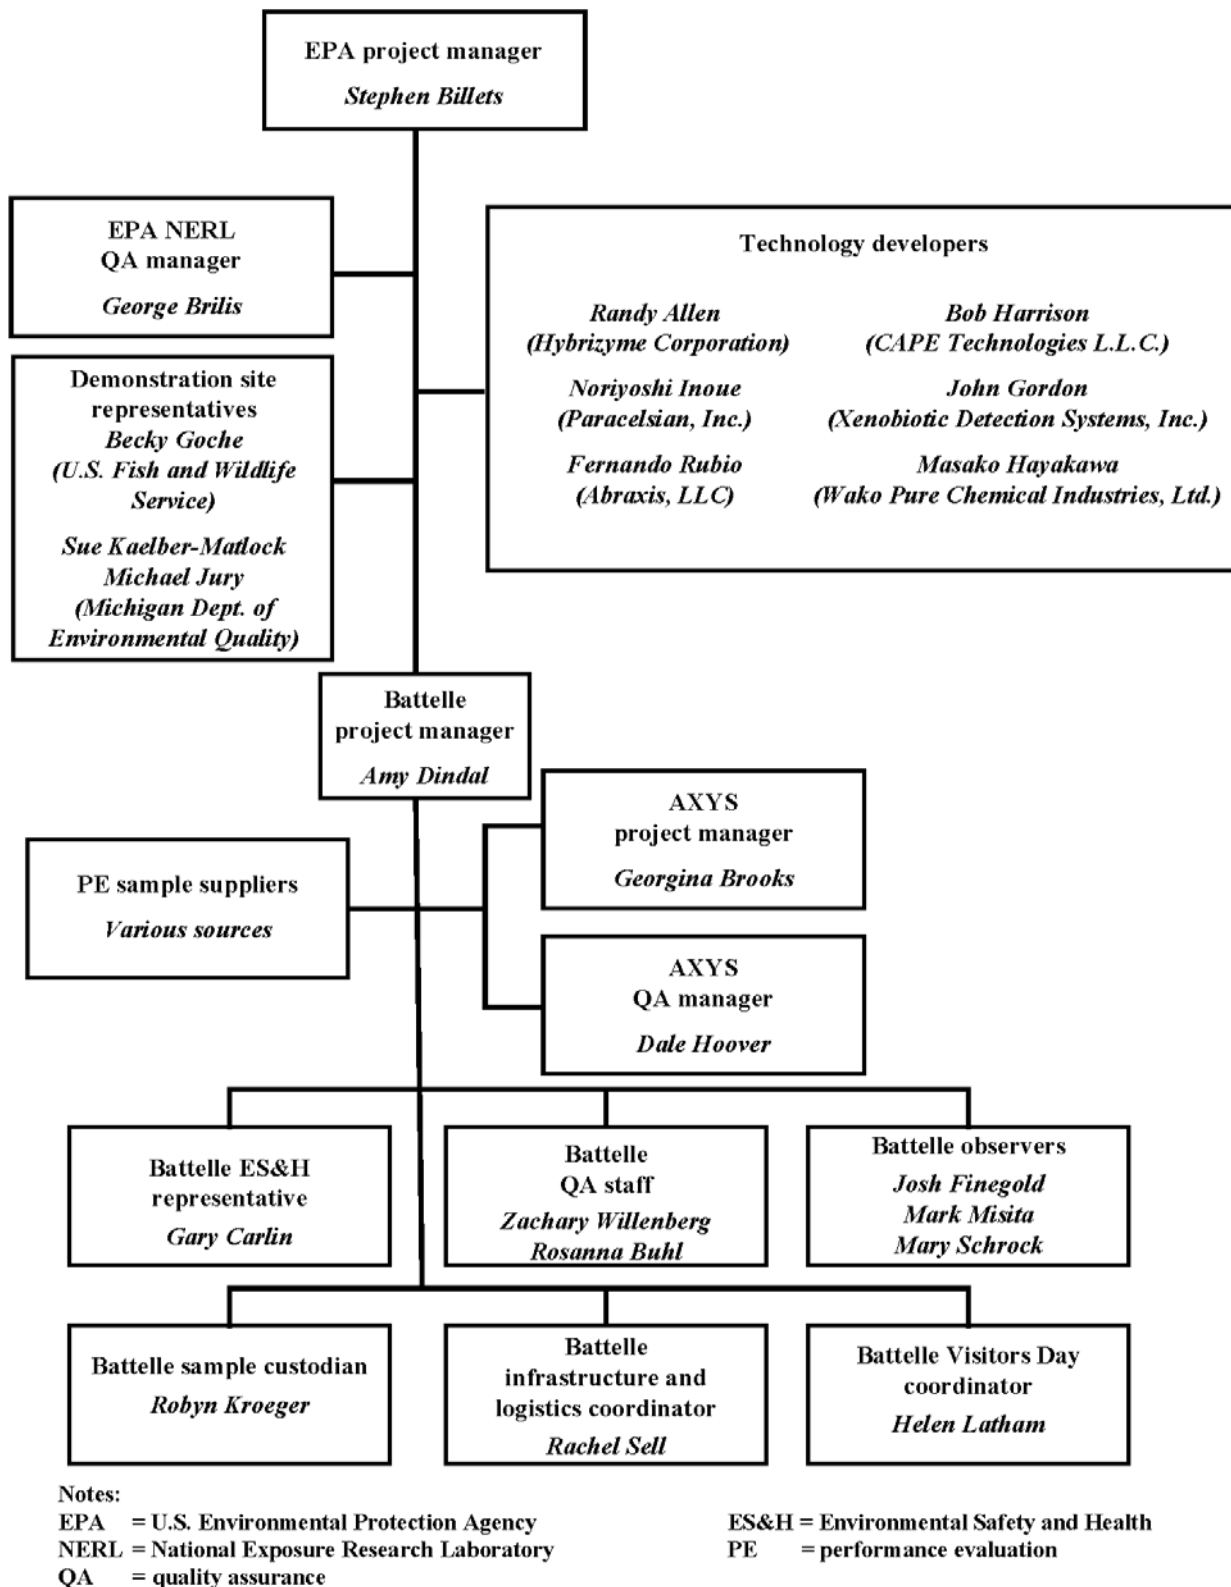 EPA project manager
Stephen Billets
EPA NERL
QA manager
George Brilis
Technology developers
Randy Allen
(Hybrizyme Corporation)
Bob Harrison
(CAPE Technologies L.L.C.)
Noriyoshi Inoue
(Paracelsian, Inc.)
John Gordon
(Xenobiotic Detection Systems, Inc.)
Fernando Rubio
(Abraxis, LLC)
Masako Hayakawa
(Wako Pure Chemical Industries, Ltd.)
Demonstration site
representatives
Becky Goche
(U.S. Fish and Wildlife
Service)
Sue Kaelber-Matlock
Michael Jury
(Michigan Dept. of
Environmental Quality)
Battelle
project manager
Amy Dindal
AXYS
project manager
Georgina Brooks
PE sample suppliers
Various sources
AXYS
QA manager
Dale Hoover
Battelle ES&H
representative
Gary Carlin
Battelle
QA staff
Zachary Willenberg
Rosanna Buhl
Battelle observers
Josh Finegold
Mark Misita
Mary Schrock
Battelle sample custodian
Robyn Kroeger
Battelle
infrastructure and
logistics coordinator
Rachel Sell
Battelle Visitors Day
coordinator
Helen Latham
Notes:
EPA = U.S. Environmental Protection Agency
NERL = National Exposure Research Laboratory
QA = quality assurance
ES&H = Environmental Safety and Health
PE = performance evaluation